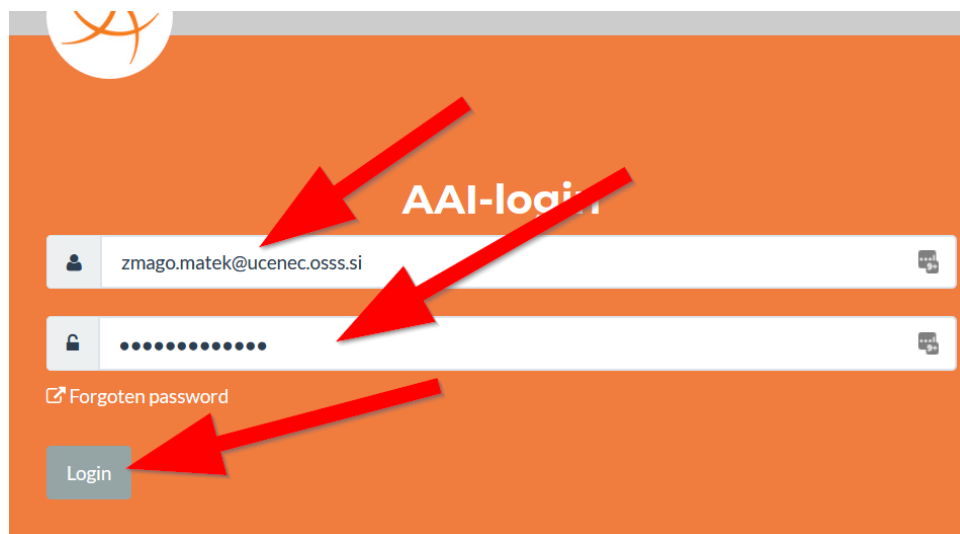 AAI-login
zmago.matek@ucenec.osss.si
•••••••••••••
Forgoten password
Login